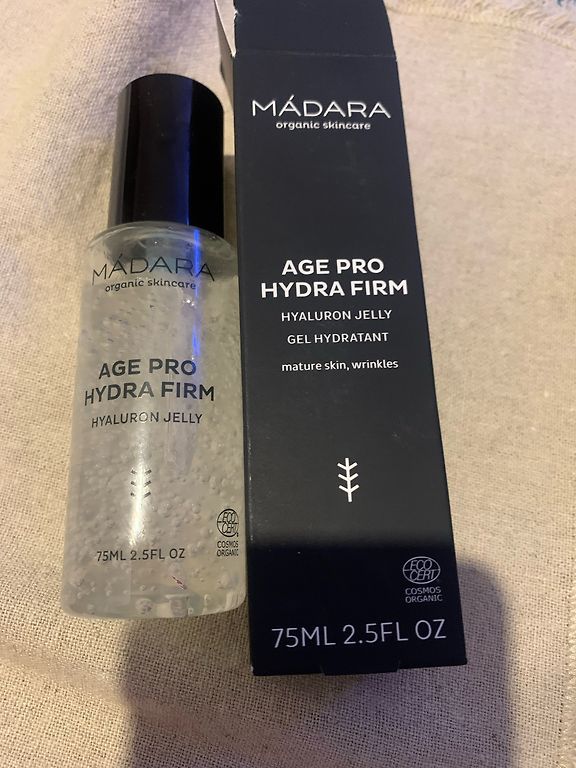 MÁDARA
organic skincare
AGE PRO
HYDRA FIRM
HYALURON JELLY
75ML 2.5FL OZ
ECO
CERT
COSMOS
ORGANIC
MÁDARA
organic skincare
AGE PRO
HYDRA FIRM
HYALURON JELLY
GEL HYDRATANT
mature skin, wrinkles
ECO
CERT
COSMOS
ORGANIC
75ML 2.5FL OZ